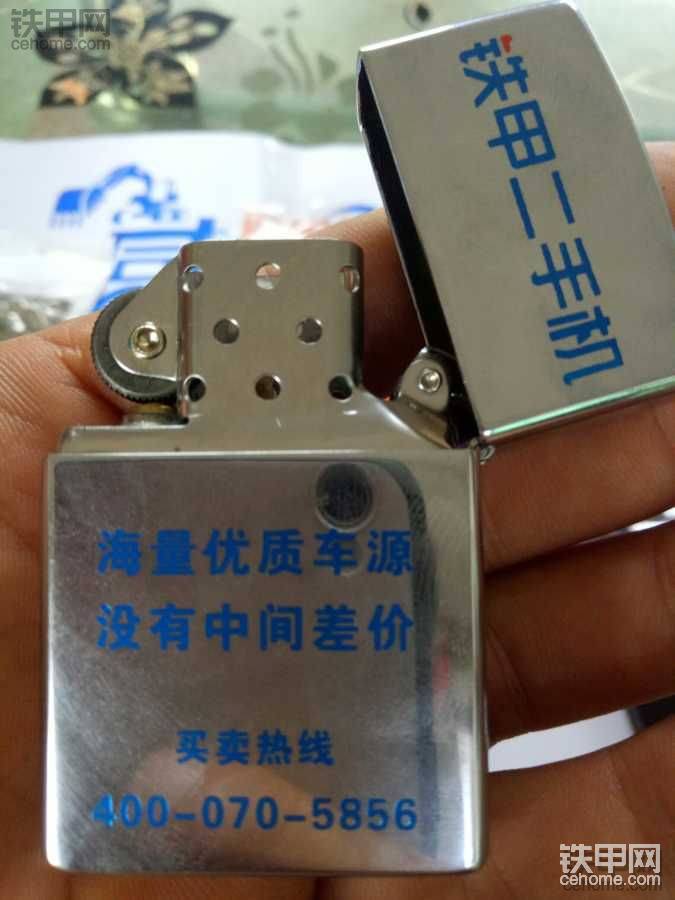 铁甲网
cehome.com
铁甲二手机
海量优质车源
没有中间差价
买卖热线
400-070-5856
铁甲网
cehome.com